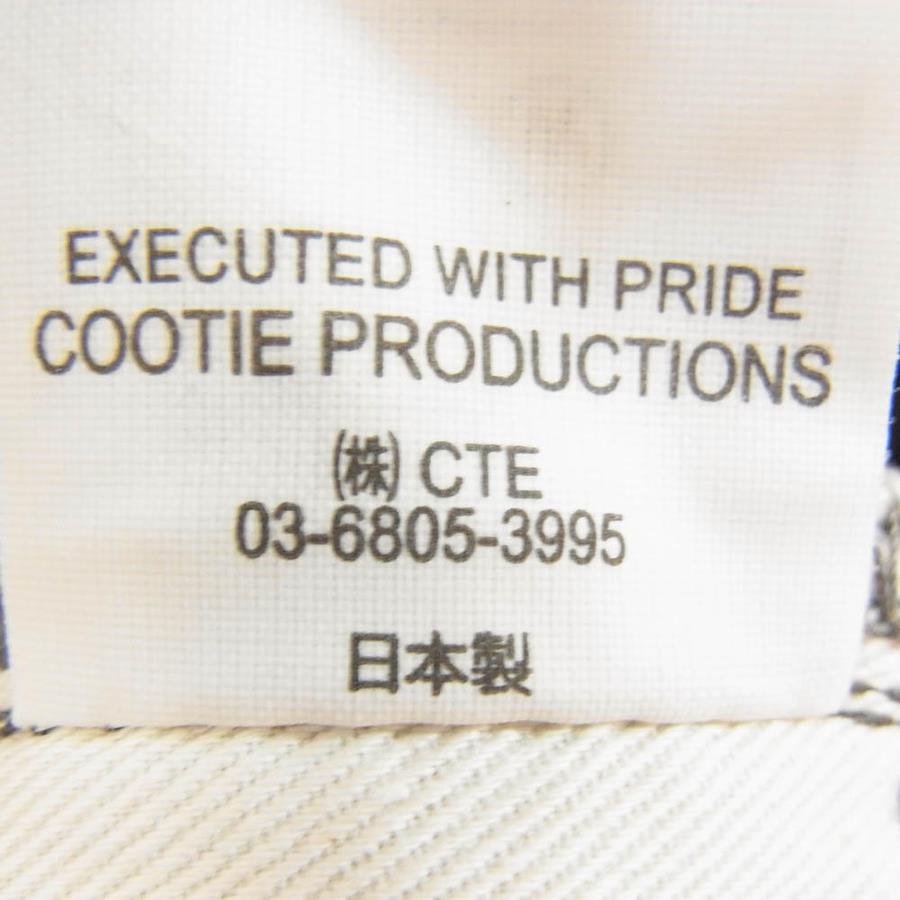 EXECUTED WITH PRIDE
COOTIE PRODUCTIONS
㈱ CTE
03-6805-3995
日本製